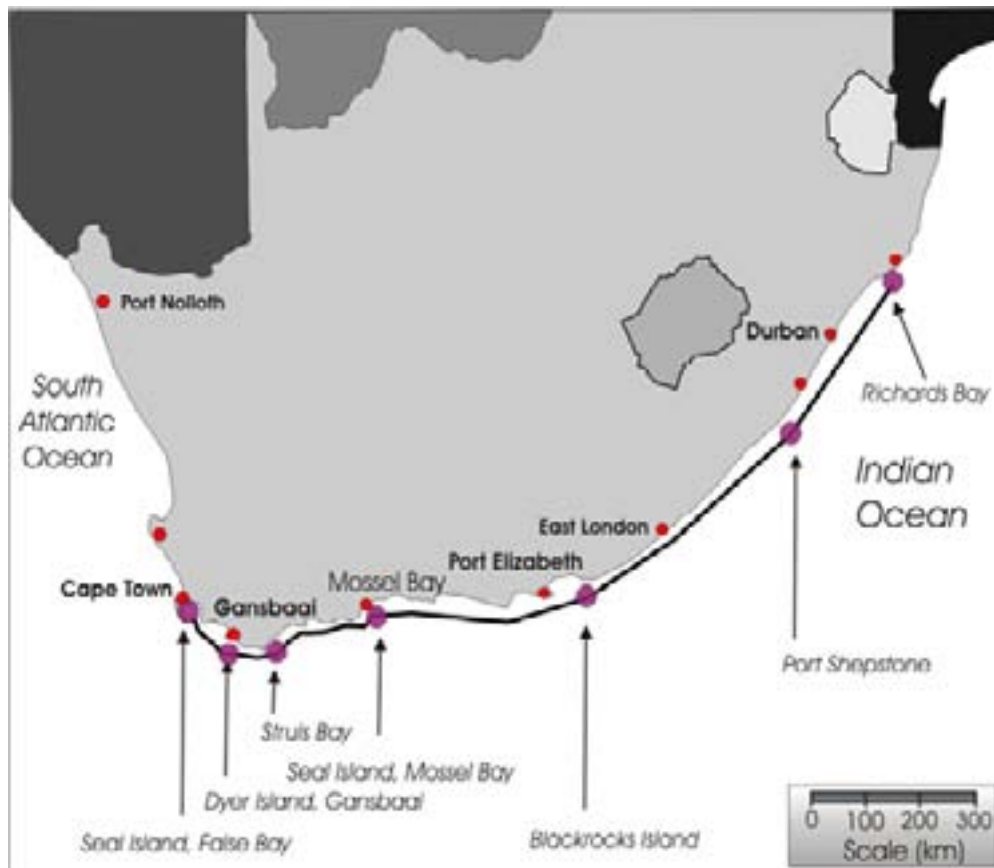 Port Nolloth
Durban
South
Atlantic
Ocean
Richards Bay
Indian
Ocean
East London
Port Elizabeth
Mossel Bay
Cape Town
Gansbaai
Port Shepstone
Struis Bay
Seal Island, Mossel Bay
Dyer Island, Gansbaai
Seal Island, False Bay
Blackrocks Island
0 100 200 300
Scale (km)